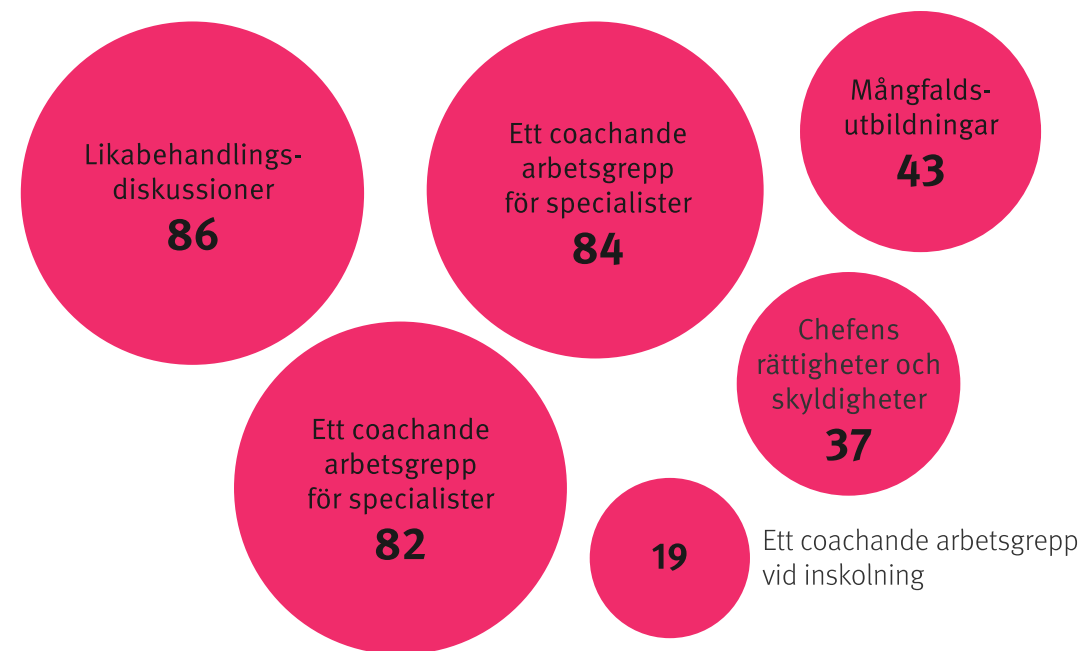 Likabehandlings-
diskussioner
86
Ett coachande
arbetsgrepp
för specialister
84
Mångfalds-
utbildningar
43
Chefens
rättigheter och
skyldigheter
37
Ett coachande
arbetsgrepp
för specialister
82
19
Ett coachande arbetsgrepp
vid inskolning